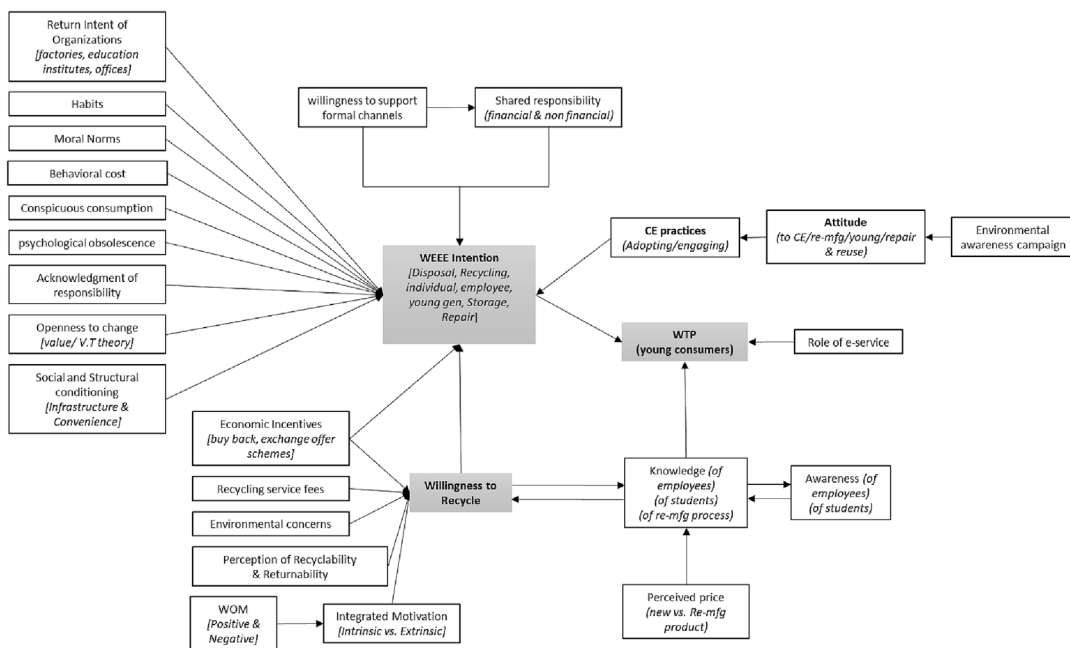 Return Intent of
Organizations
[factories, education
institutes, offices]
Habits
Moral Norms
Behavioral cost
Conspicuous consumption
psychological obsolescence
Acknowledgment of
responsibility
Openness to change
[value/ V.T theory]
Social and Structural
conditioning
[Infrastructure &
Convenience]
willingness to support
formal channels
Shared responsibility
(financial & non financial)
WEEE Intention
[Disposal, Recycling,
individual, employee,
young gen, Storage,
Repair]
CE practices
(Adopting/engaging)
Attitude
(to CE/re-mfg/young/repair
& reuse)
Environmental
awareness campaign
WTP
(young consumers)
Role of e-service
Economic Incentives
[buy back, exchange offer
schemes]
Recycling service fees
Environmental concerns
Perception of Recyclability
& Returnability
WOM
[Positive &
Negative]
Integrated Motivation
[Intrinsic vs. Extrinsic]
Willingness to
Recycle
Knowledge (of
employees)
(of students)
(of re-mfg process)
Awareness (of
employees)
(of students)
Perceived price
(new vs. Re-mfg
product)